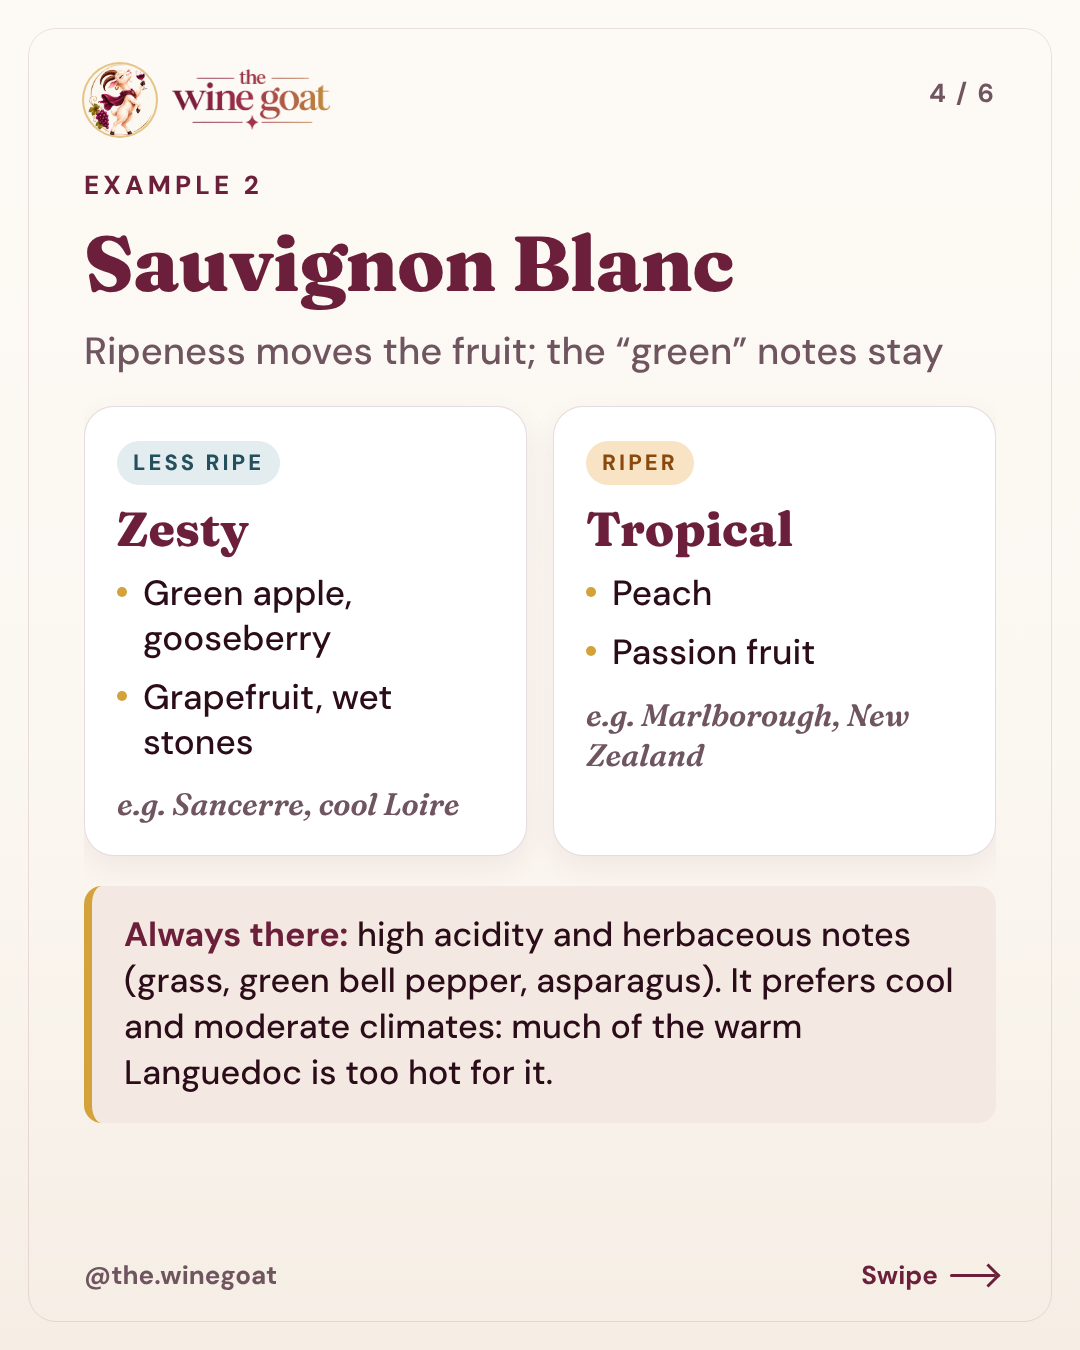 the
wine goat
4 / 6
EXAMPLE 2
Sauvignon Blanc
Ripeness moves the fruit; the “green” notes stay
LESS RIPE
Zesty
• Green apple,
gooseberry
• Grapefruit, wet
stones
e.g. Sancerre, cool Loire
RIPER
Tropical
• Peach
• Passion fruit
e.g. Marlborough, New
Zealand
Always there: high acidity and herbaceous notes
(grass, green bell pepper, asparagus). It prefers cool
and moderate climates: much of the warm
Languedoc is too hot for it.
@the.winegoat
Swipe →